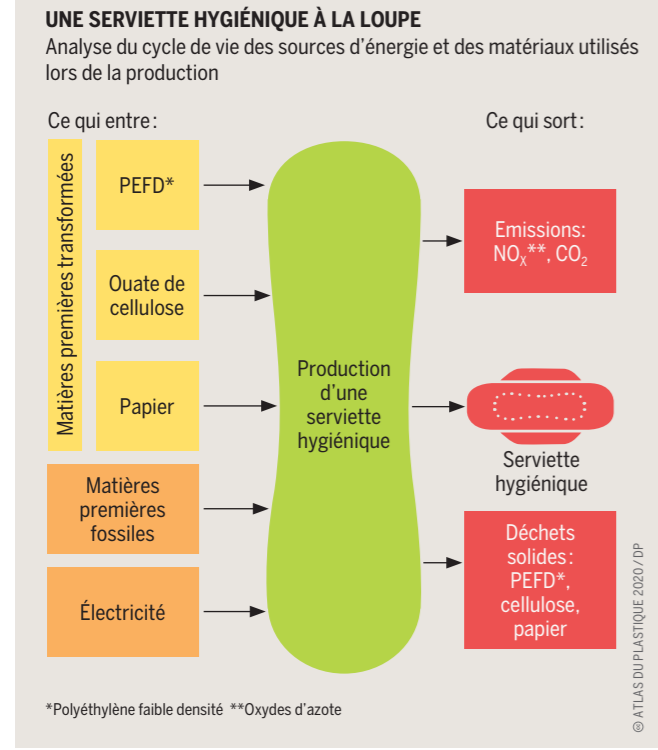 UNE SERVIETTE HYGIÉNIQUE À LA LOUPE
Analyse du cycle de vie des sources d'énergie et des matériaux utilisés
lors de la production
Ce qui entre :
Ce qui sort :
Matières premières transformées
PEFD*
Ouate de
cellulose
Papier
Matières
premières
fossiles
Électricité
Production
d'une
serviette
hygiénique
Emissions:
NOₓ**, CO₂
Serviette
hygiénique
Déchets
solides :
PEFD*,
cellulose,
papier
*Polyéthylène faible densité **Oxydes d'azote
© ATLAS DU PLASTIQUE 2020 / DP